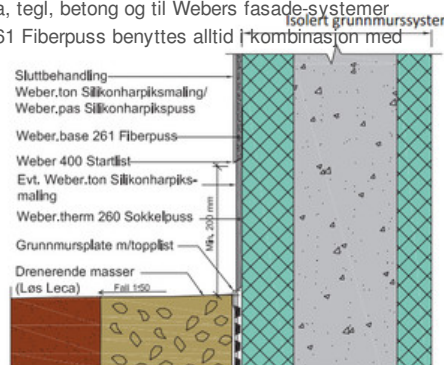 a, tegl, betong og til Webers fasade-systemer
61 Fiberpuss benyttes alltid i kombinasjon med
Isolert grunnmurssystem
Sluttbehandling
Weber.ton Silikonharpiksmaling/
Weber.pas Silikonharpikspuss
Weber.base 261 Fiberpuss
Weber 400 Startlist
Evt. Weber.ton Silikonharpiks-
maling
Weber.therm 260 Sokkelpuss
Min. 200 mm
Grunnmursplate m/topplist
Drenerende masser
(Løs Leca)
Fall 1:50